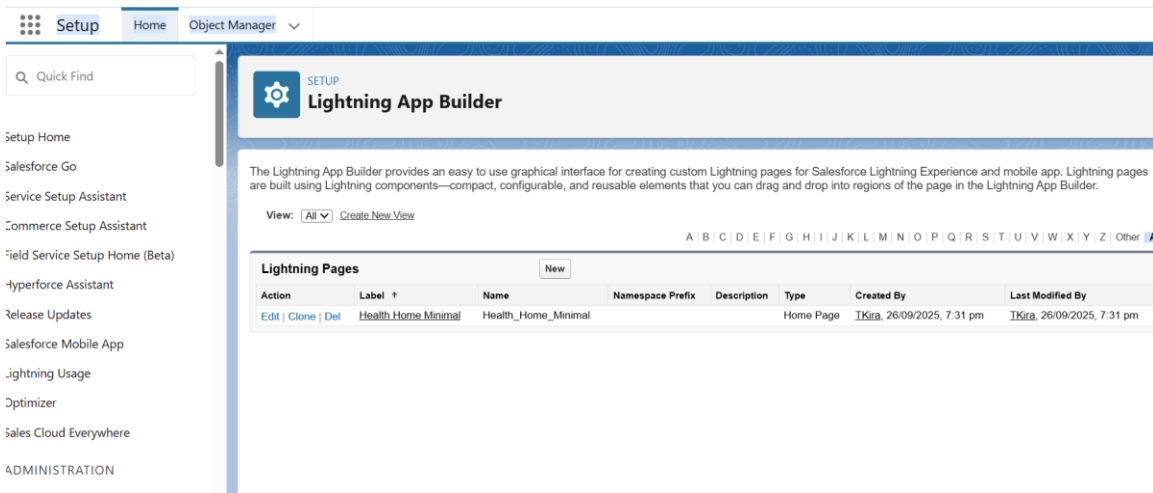 Setup
Home
Object Manager
Quick Find
Setup Home
Salesforce Go
Service Setup Assistant
Commerce Setup Assistant
Field Service Setup Home (Beta)
Hyperforce Assistant
Release Updates
Salesforce Mobile App
Lightning Usage
Optimizer
Sales Cloud Everywhere
ADMINISTRATION
SETUP
Lightning App Builder
The Lightning App Builder provides an easy to use graphical interface for creating custom Lightning pages for Salesforce Lightning Experience and mobile app. Lightning pages
are built using Lightning components—compact, configurable, and reusable elements that you can drag and drop into regions of the page in the Lightning App Builder.
View: All Create New View
A | B | C | D | E | F | G | H | I | J | K | L | M | N | O | P | Q | R | S | T | U | V | W | X | Y | Z | Other
Lightning Pages New
Action Label ↑ Name Namespace Prefix Description Type Created By Last Modified By
Edit | Clone | Del Health Home Minimal Health_Home_Minimal Home Page TKira, 26/09/2025, 7:31 pm TKira, 26/09/2025, 7:31 pm